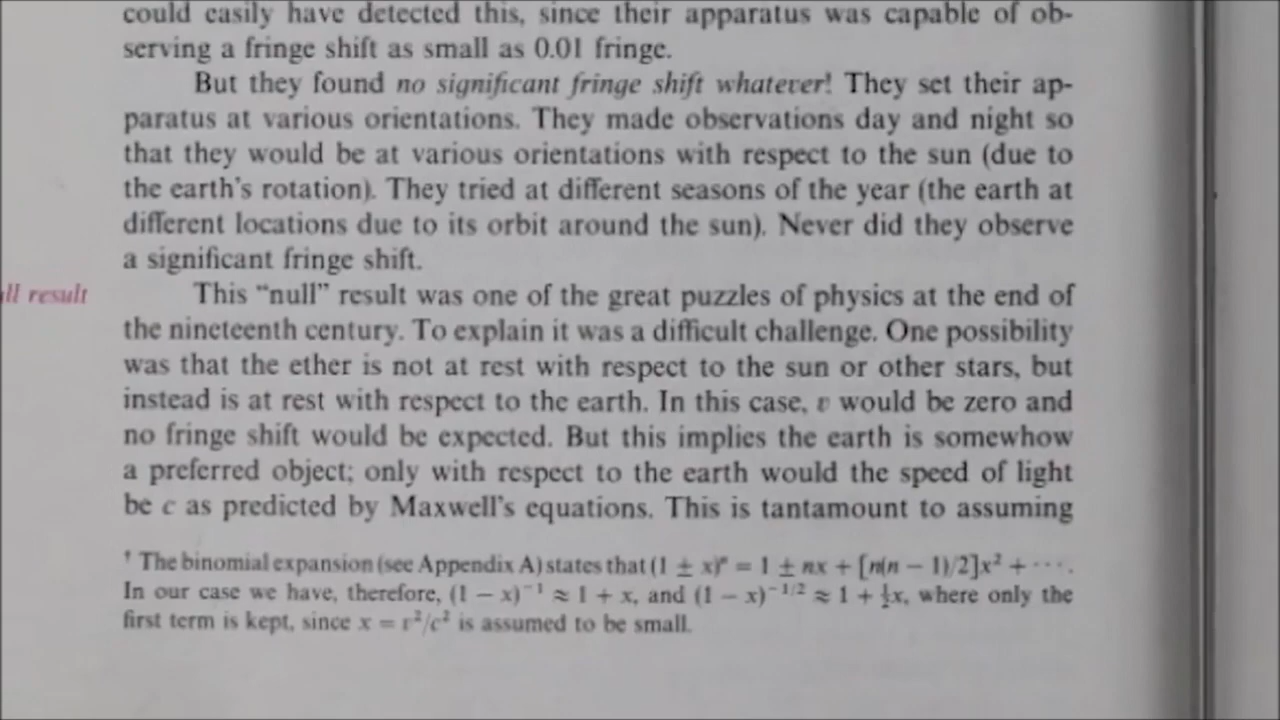 could easily have detected this, since their apparatus was capable of ob-
serving a fringe shift as small as 0.01 fringe.
But they found no significant fringe shift whatever! They set their ap-
paratus at various orientations. They made observations day and night so
that they would be at various orientations with respect to the sun (due to
the earth's rotation). They tried at different seasons of the year (the earth at
different locations due to its orbit around the sun). Never did they observe
a significant fringe shift.
ll result
This “null” result was one of the great puzzles of physics at the end of
the nineteenth century. To explain it was a difficult challenge. One possibility
was that the ether is not at rest with respect to the sun or other stars, but
instead is at rest with respect to the earth. In this case, v would be zero and
no fringe shift would be expected. But this implies the earth is somehow
a preferred object; only with respect to the earth would the speed of light
be c as predicted by Maxwell's equations. This is tantamount to assuming
† The binomial expansion (see Appendix A) states that (1 ± x)ⁿ = 1 ± nx + [n(n − 1)/2]x² + ····.
In our case we have, therefore, (1 − x)⁻¹ ≈ 1 + x, and (1 − x)⁻¹/² ≈ 1 + ½x, where only the
first term is kept, since x = v²/c² is assumed to be small.